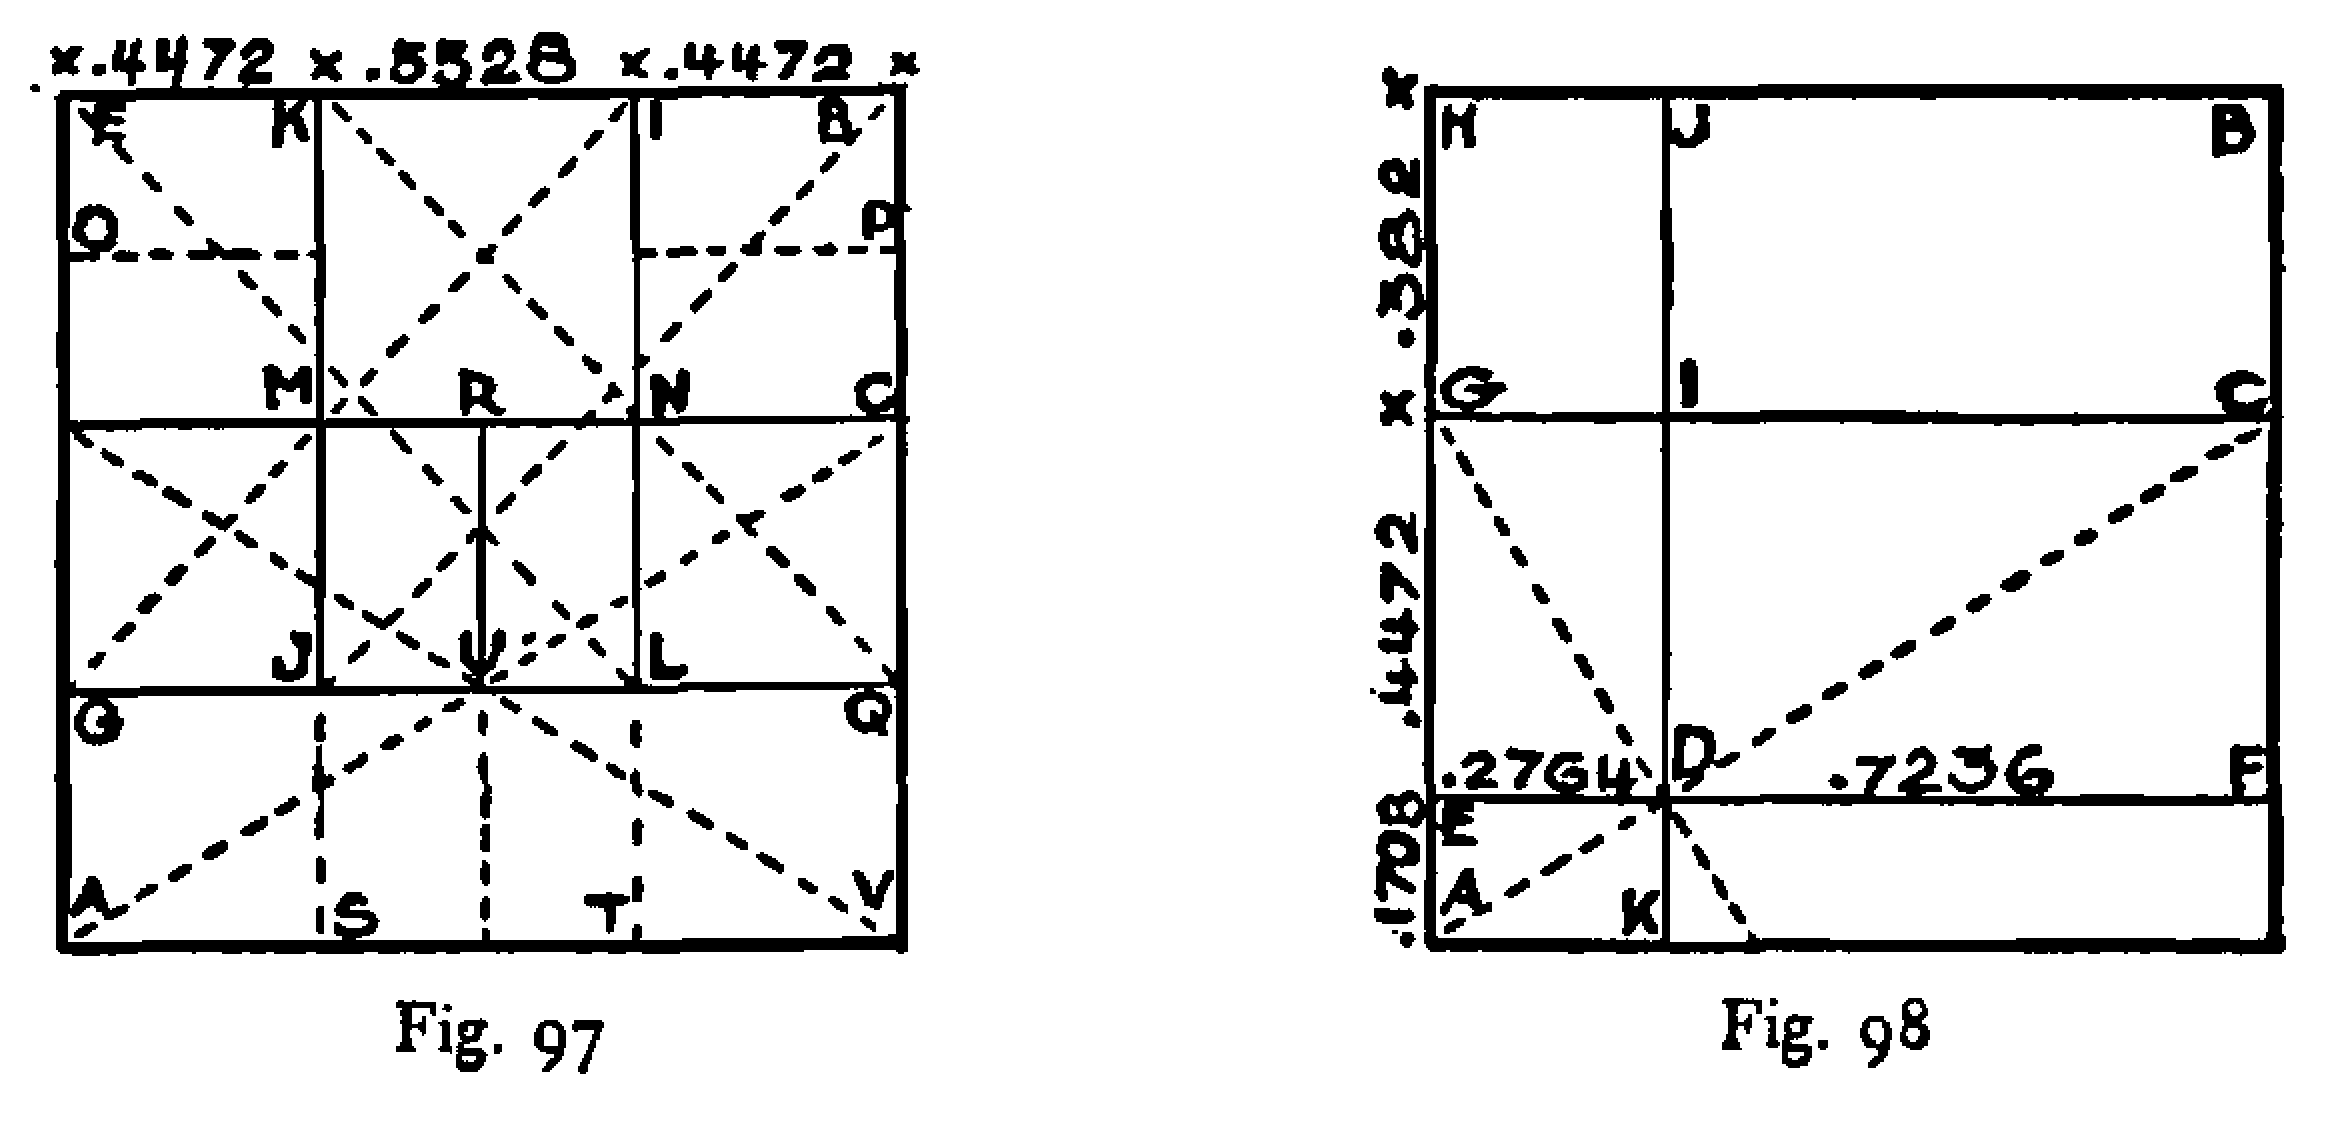 x .4472 x .5528 x .4472 x
E K I B
O P
M R N C
J U L
G Q
A S T V
Fig. 97
x .382 x .4472 .1708
H J B
G I C
D
.2764 .7236 F
E
A K
Fig. 98